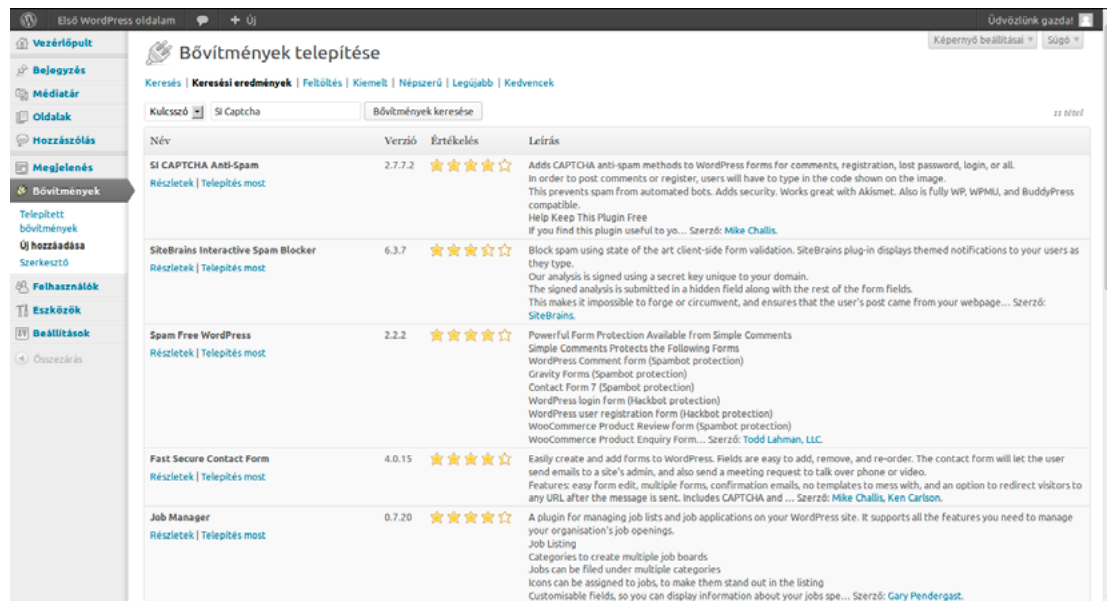 Első WordPress oldalam + Új Üdvözlünk gazda!
Képernyő beállításai Súgó
Vezérlőpult
Bejegyzés
Médiatár
Oldalak
Hozzászólás
Megjelenés
Bővítmények
Telepített
bővítmények
Új hozzáadása
Szerkesztő
Felhasználók
Eszközök
Beállítások
Összezárás
Bővítmények telepítése
Keresés | Keresési eredmények | Feltöltés | Kiemelt | Népszerű | Legújabb | Kedvencek
Kulcsszó SI Captcha Bővítmények keresése 11 tétel
Név Verzió Értékelés Leírás
SI CAPTCHA Anti-Spam 2.7.7.2
Részletek | Telepítés most
Adds CAPTCHA anti-spam methods to WordPress forms for comments, registration, lost password, login, or all.
In order to post comments or register, users will have to type in the code shown on the image.
This prevents spam from automated bots. Adds security. Works great with Akismet. Also is fully WP, WPMU, and BuddyPress
compatible.
Help Keep This Plugin Free
If you find this plugin useful to yo... Szerző: Mike Challis.
SiteBrains Interactive Spam Blocker 6.3.7
Részletek | Telepítés most
Block spam using state of the art client-side form validation. SiteBrains plug-in displays themed notifications to your users as
they type.
Our analysis is signed using a secret key unique to your domain.
The signed analysis is submitted in a hidden field along with the rest of the form fields.
This makes it impossible to forge or circumvent, and ensures that the user's post came from your webpage... Szerző:
SiteBrains.
Spam Free WordPress 2.2.2
Részletek | Telepítés most
Powerful Form Protection Available from Simple Comments
Simple Comments Protects the Following Forms
WordPress Comment form (Spambot protection)
Gravity Forms (Spambot protection)
Contact Form 7 (Spambot protection)
WordPress login form (Hackbot protection)
WordPress user registration form (Hackbot protection)
WooCommerce Product Review form (Spambot protection)
WooCommerce Product Enquiry Form... Szerző: Todd Lahman, LLC.
Fast Secure Contact Form 4.0.15
Részletek | Telepítés most
Easily create and add forms to WordPress. Fields are easy to add, remove, and re-order. The contact form will let the user
send emails to a site's admin, and also send a meeting request to talk over phone or video.
Features: easy form edit, multiple forms, confirmation emails, no templates to mess with, and an option to redirect visitors to
any URL after the message is sent. Includes CAPTCHA and ... Szerző: Mike Challis, Ken Carlson.
Job Manager 0.7.20
Részletek | Telepítés most
A plugin for managing job lists and job applications on your WordPress site. It supports all the features you need to manage
your organisation's job openings.
Job Listing
Categories to create multiple job boards
Jobs can be filed under multiple categories
Icons can be assigned to jobs, to make them stand out in the listing
Customisable fields, so you can display information about your jobs spe... Szerző: Gary Pendergast.